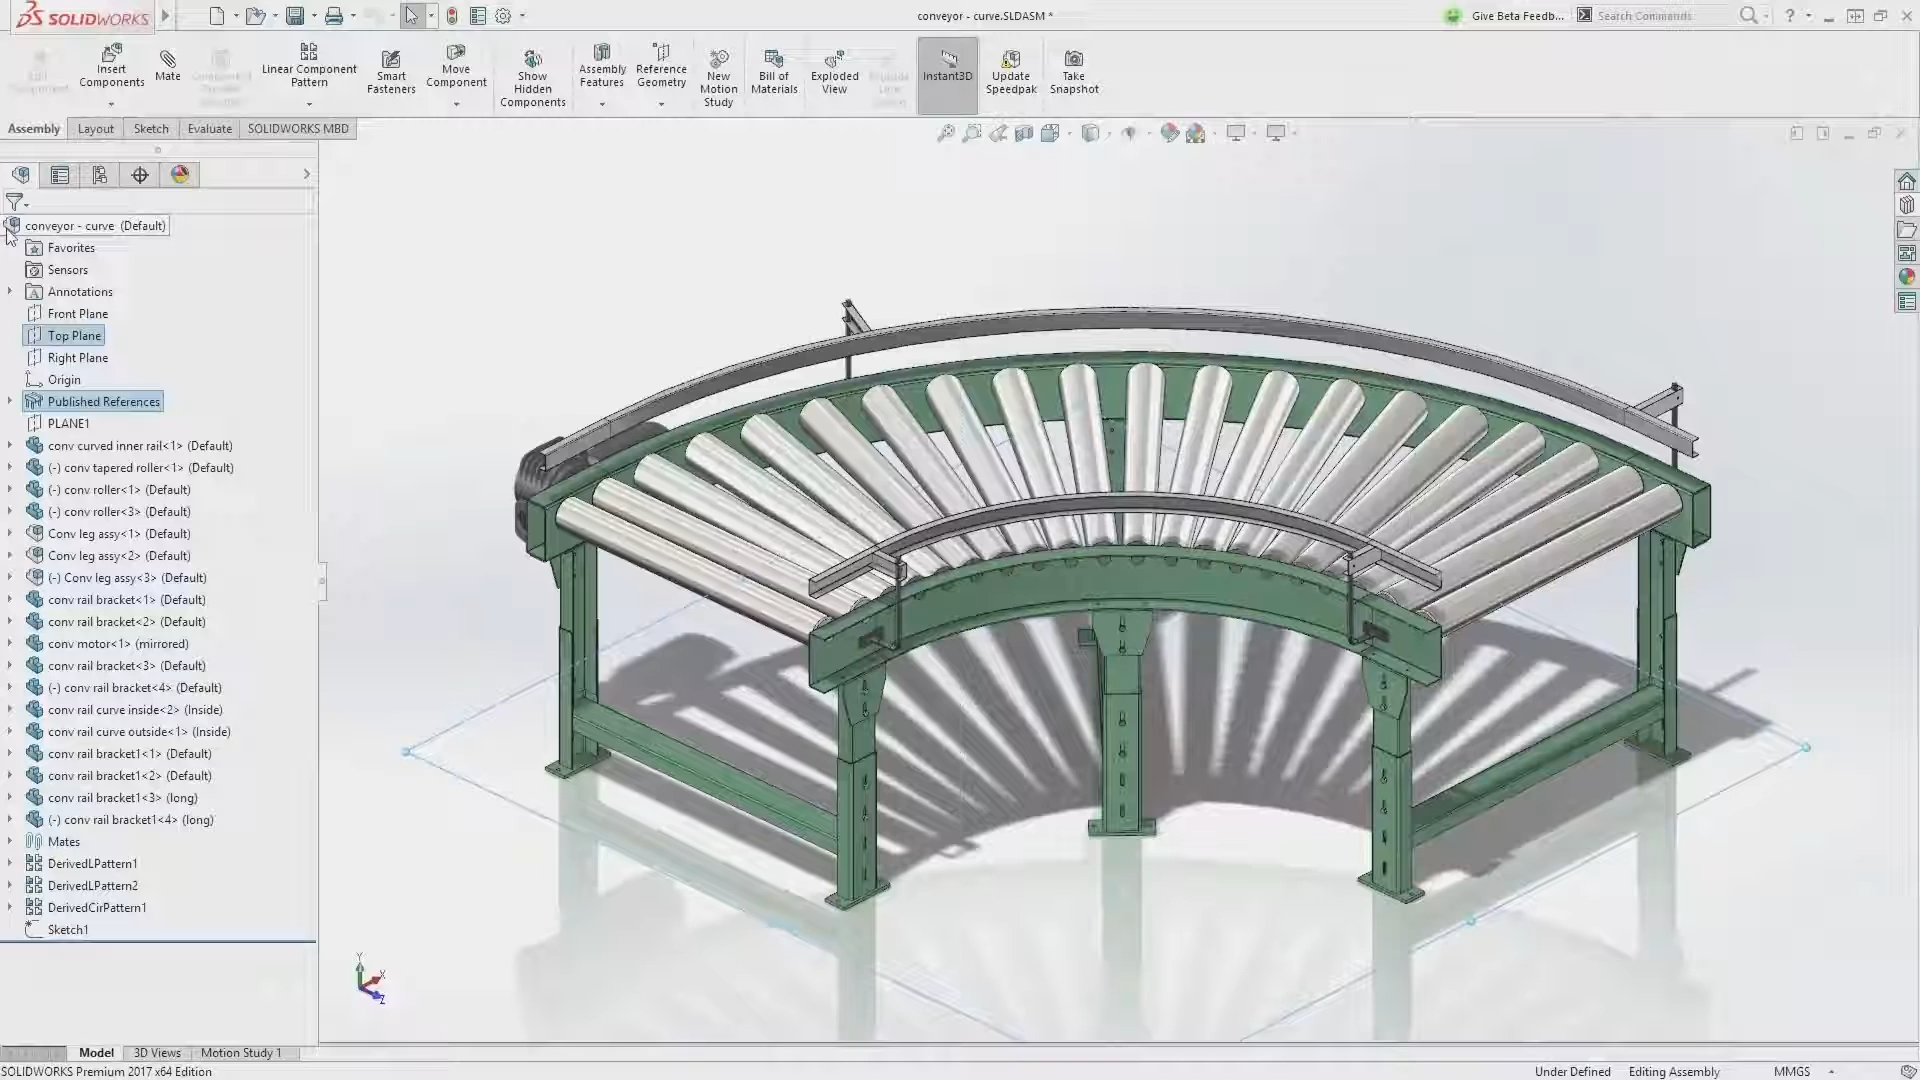 SOLIDWORKS
conveyor - curve.SLDASM *
Give Beta Feedb...
Search Commands
Insert Components
Mate
Linear Component Pattern
Smart Fasteners
Move Component
Show Hidden Components
Assembly Features
Reference Geometry
New Motion Study
Bill of Materials
Exploded View
Instant3D
Update Speedpak
Take Snapshot
Assembly
Layout
Sketch
Evaluate
SOLIDWORKS MBD
conveyor - curve (Default)
Favorites
Sensors
Annotations
Front Plane
Top Plane
Right Plane
Origin
Published References
PLANE1
conv curved inner rail<1> (Default)
(-) conv tapered roller<1> (Default)
(-) conv roller<1> (Default)
(-) conv roller<3> (Default)
Conv leg assy<1> (Default)
Conv leg assy<2> (Default)
(-) Conv leg assy<3> (Default)
conv rail bracket<1> (Default)
conv rail bracket<2> (Default)
conv motor<1> (mirrored)
conv rail bracket<3> (Default)
(-) conv rail bracket<4> (Default)
conv rail curve inside<2> (Inside)
conv rail curve outside<1> (Inside)
conv rail bracket1<1> (Default)
conv rail bracket1<2> (Default)
conv rail bracket1<3> (long)
(-) conv rail bracket1<4> (long)
Mates
DerivedLPattern1
DerivedLPattern2
DerivedCirPattern1
Sketch1
Y
X
Z
Model
3D Views
Motion Study 1
SOLIDWORKS Premium 2017 x64 Edition
Under Defined
Editing Assembly
MMGS